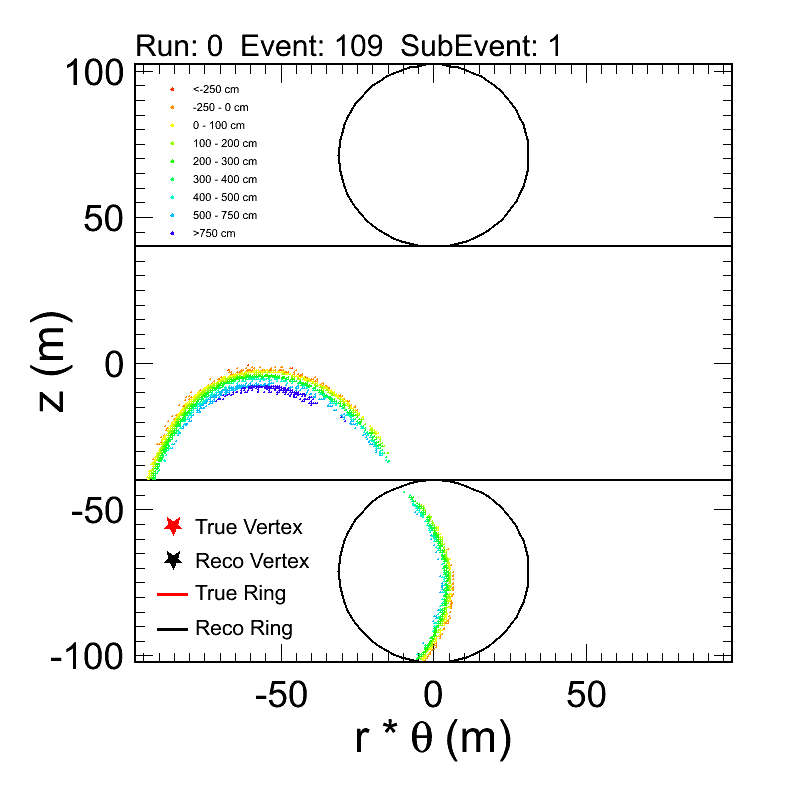 Run: 0 Event: 109 SubEvent: 1
100
<-250 cm
-250 - 0 cm
0 - 100 cm
100 - 200 cm
200 - 300 cm
300 - 400 cm
400 - 500 cm
500 - 750 cm
>750 cm
50
0
z (m)
-50
True Vertex
Reco Vertex
True Ring
Reco Ring
-100
-50 0 50
r * θ (m)